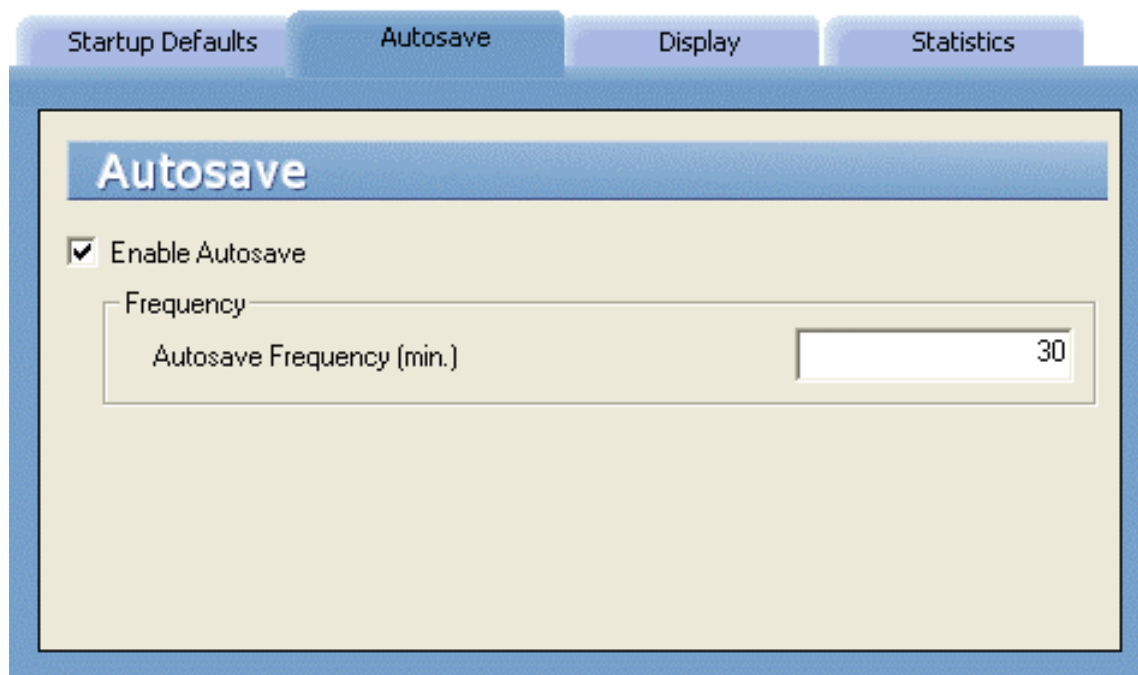 Startup Defaults Autosave Display Statistics
Autosave
Enable Autosave
Frequency
Autosave Frequency (min.) 30